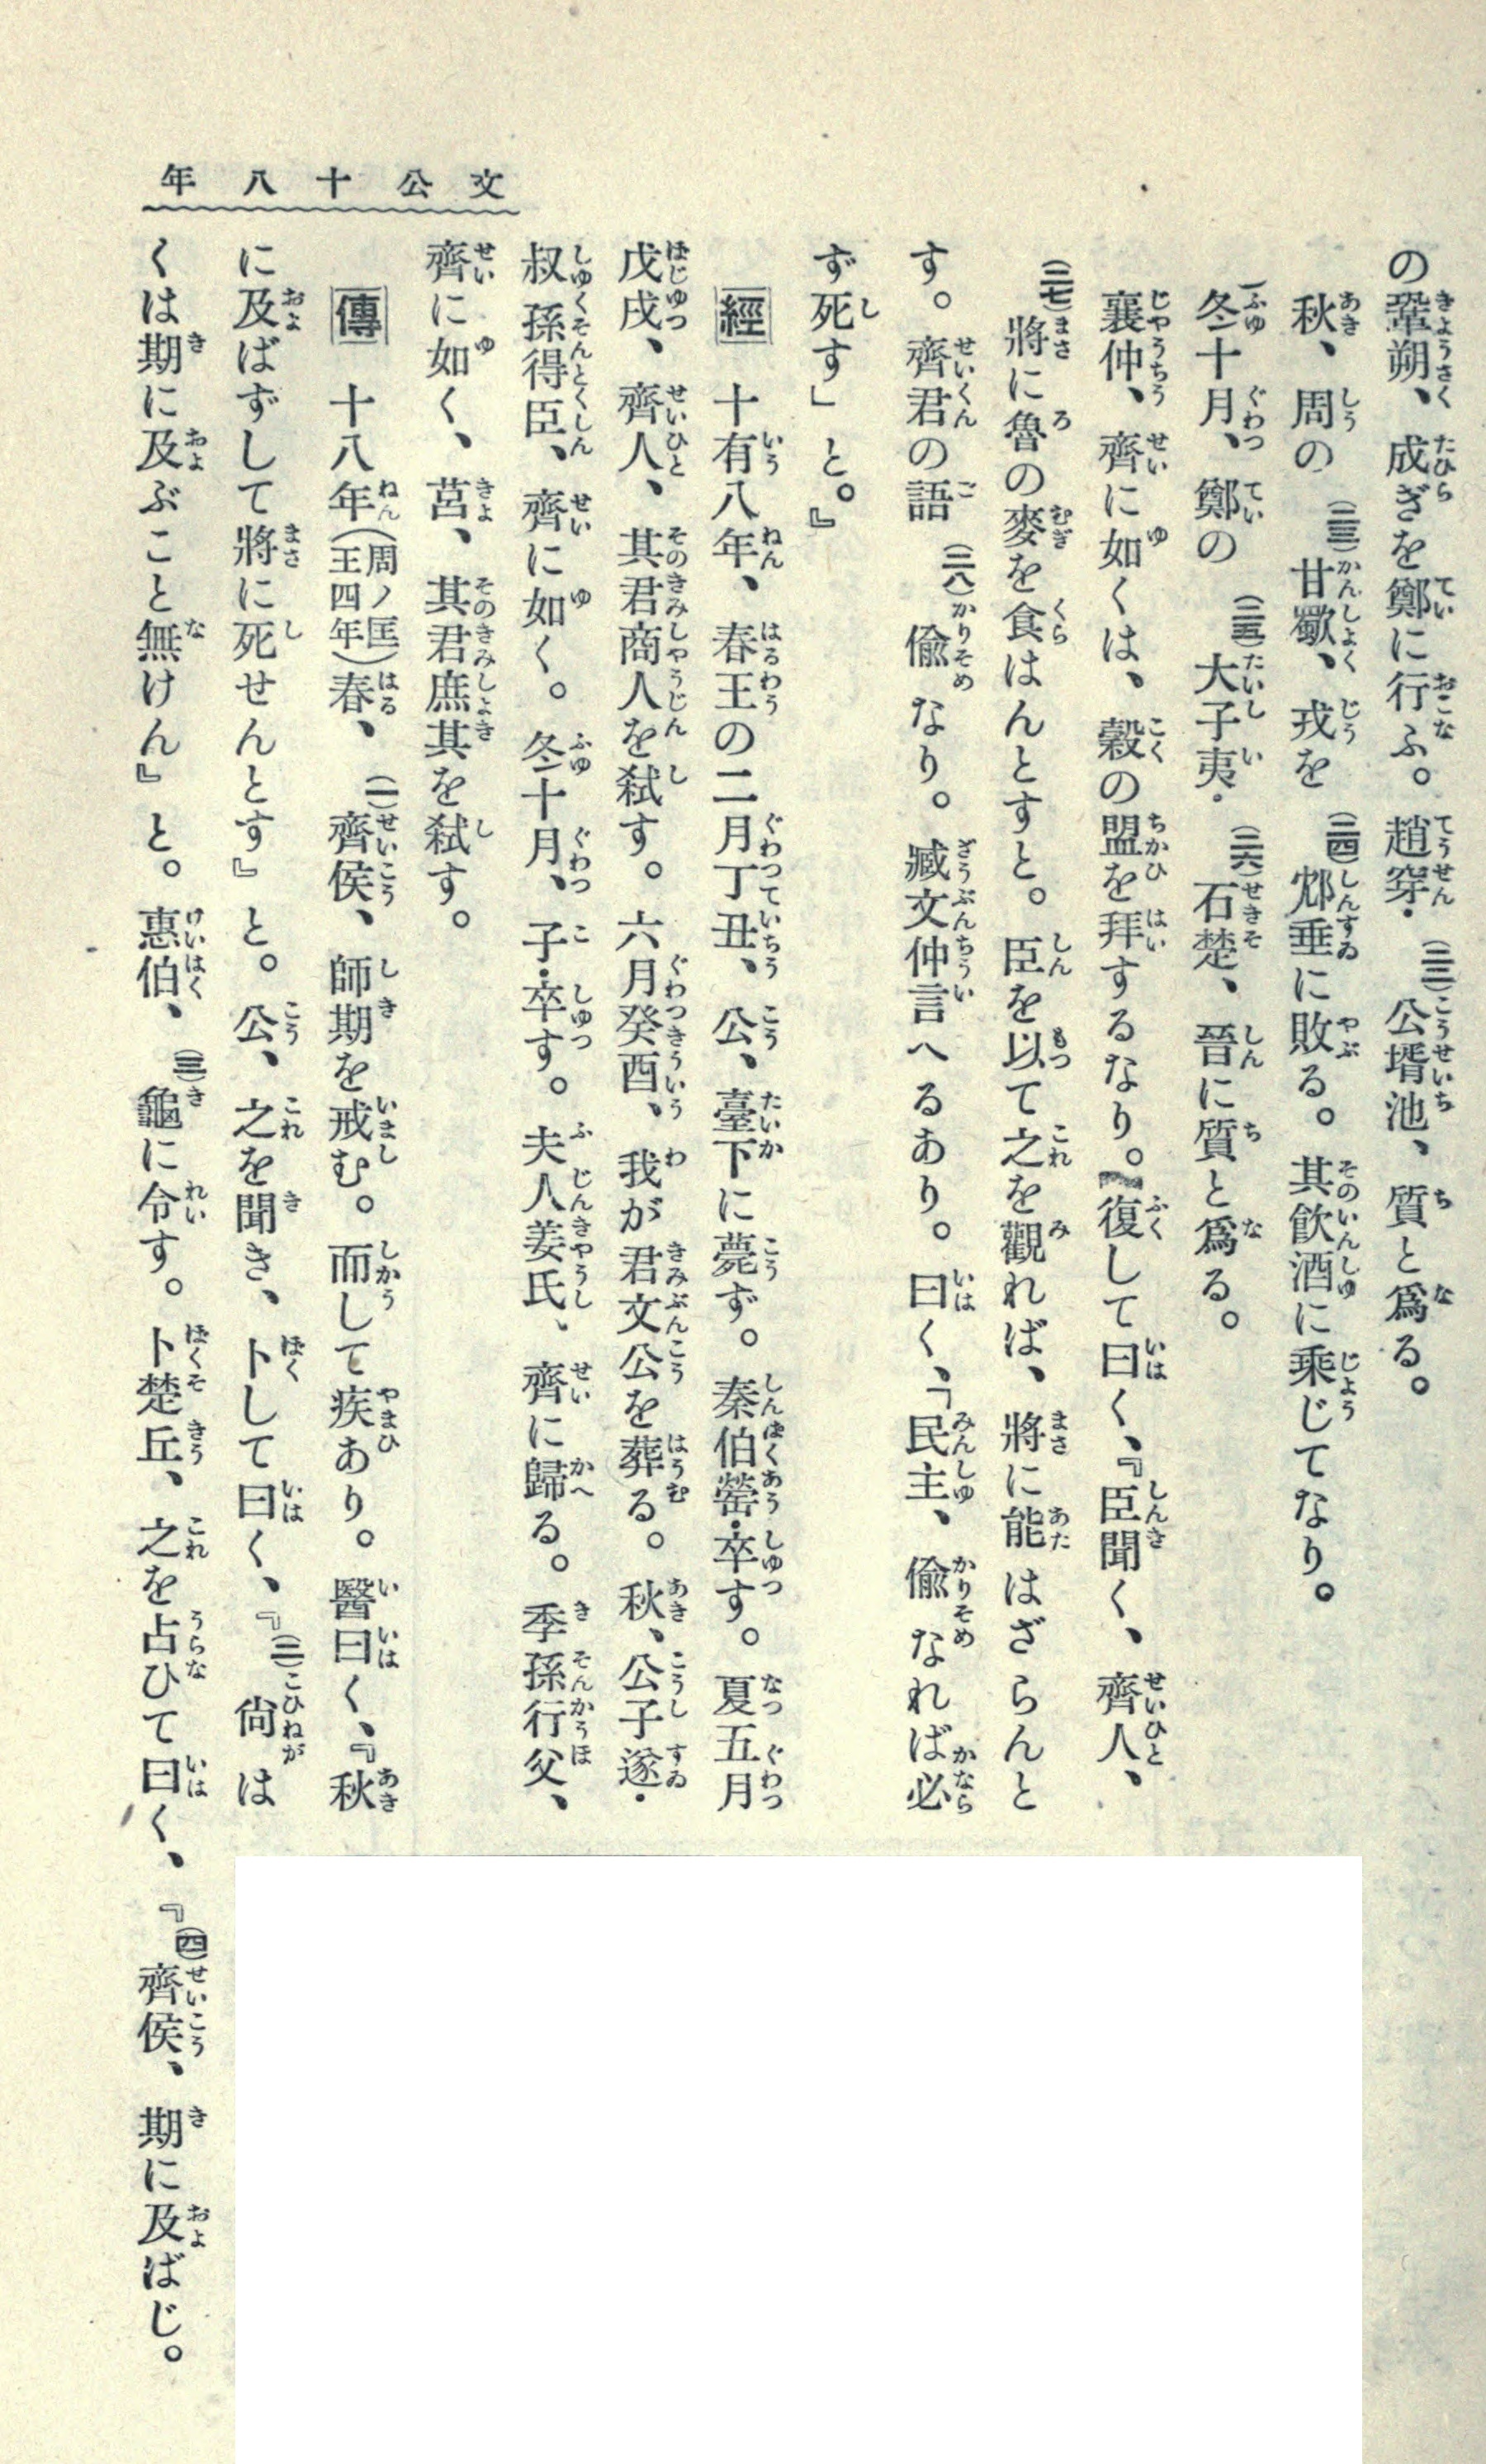 文公十八年
の鞏朔、成ぎを鄭に行ふ。趙穿・(二二)公壻池、質と爲る。
秋、周の(二三)甘歜、戎を(二四)邥垂に敗る。其飮酒に乘じてなり。
冬十月、鄭の(二五)大子夷・(二六)石楚、晉に質と爲る。
襄仲、齊に如くは、穀の盟を拜するなり。『復して曰く、『臣聞く、齊人、
(二七)將に魯の麥を食はんとすと。臣を以て之を觀れば、將に能はざらんと
す。齊君の語(二八)偸なり。臧文仲言へるあり。曰く、「民主、偸なれば必
ず死す」と。』
經　十有八年、春王の二月丁丑、公、臺下に薨ず。秦伯罃・卒す。夏五月
戊戌、齊人、其君商人を弑す。六月癸酉、我が君文公を葬る。秋、公子遂・
叔孫得臣、齊に如く。冬十月、子・卒す。夫人姜氏、齊に歸る。季孫行父、
齊に如く、莒、其君庶其を弑す。
傳　十八年(周ノ匡王四年)春、(一)齊侯、師期を戒む。而して疾あり。醫曰く、『秋
に及ばずして將に死せんとす』と。公、之を聞き、卜して曰く、『(二)尙は
くは期に及ぶこと無けん』と。惠伯、(三)龜に令す。卜楚丘、之を占ひて曰く、『(四)齊侯、期に及ばじ。